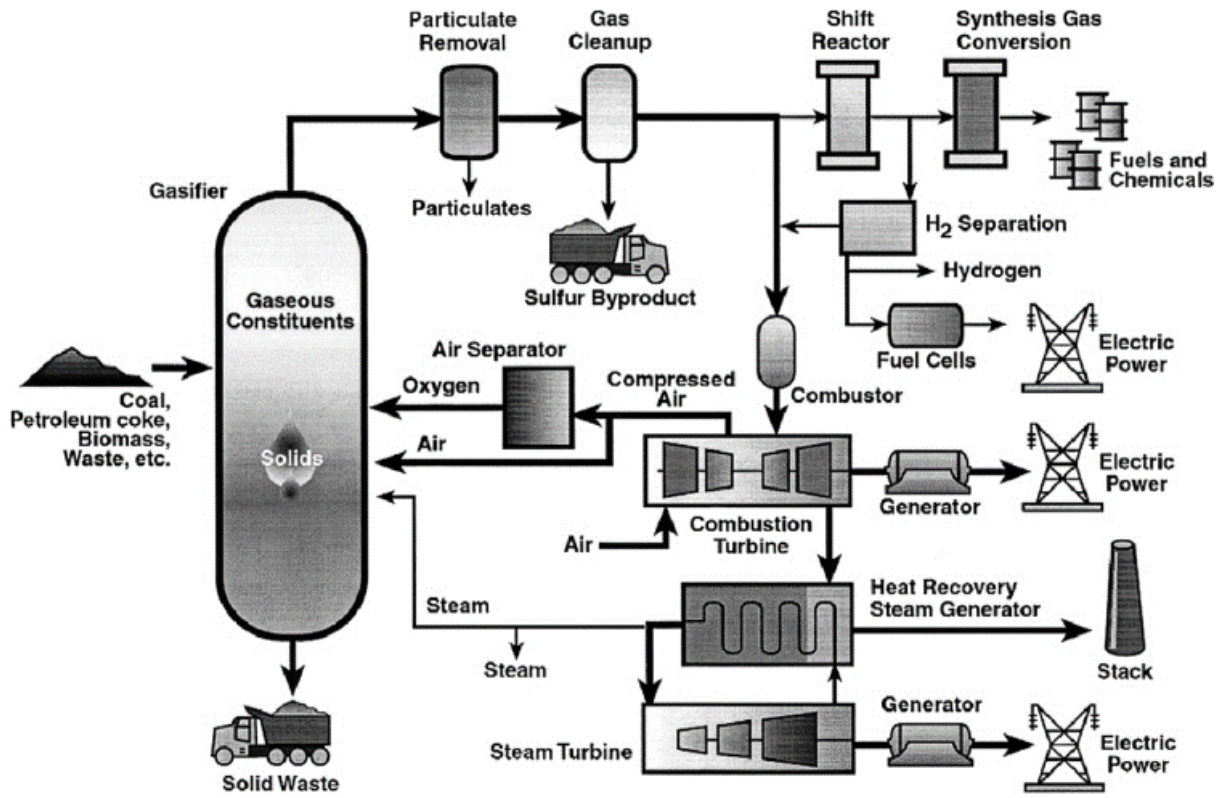 Particulate
Removal
Gas
Cleanup
Shift
Reactor
Synthesis Gas
Conversion
Fuels and
Chemicals
Gasifier
Particulates
Sulfur Byproduct
H2 Separation
Hydrogen
Fuel Cells
Electric
Power
Gaseous
Constituents
Air Separator
Oxygen
Compressed
Air
Combustor
Coal,
Petroleum coke,
Biomass,
Waste, etc.
Solids
Air
Generator
Electric
Power
Air
Combustion
Turbine
Heat Recovery
Steam Generator
Steam
Steam
Stack
Solid Waste
Steam Turbine
Generator
Electric
Power